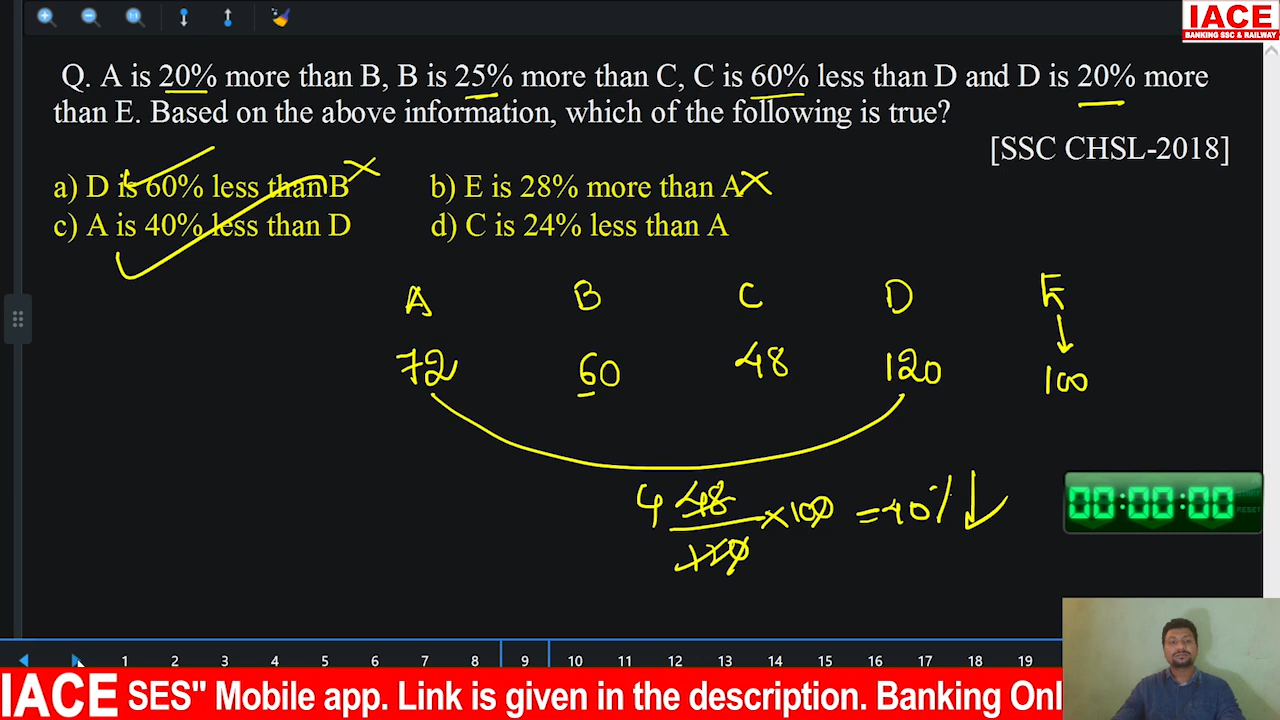 IACE
BANKING SSC & RAILWAY
Q. A is 20% more than B, B is 25% more than C, C is 60% less than D and D is 20% more
than E. Based on the above information, which of the following is true?
[SSC CHSL-2018]
a) D is 60% less than B
b) E is 28% more than A
c) A is 40% less than D
d) C is 24% less than A
A B C D E
72 60 48 120 100
4 48
× 100 = 40%
120
00:00:00
RESET
1 2 3 4 5 6 7 8 9 10 11 12 13 14 15 16 17 18 19
IACE SES" Mobile app. Link is given in the description. Banking Onl